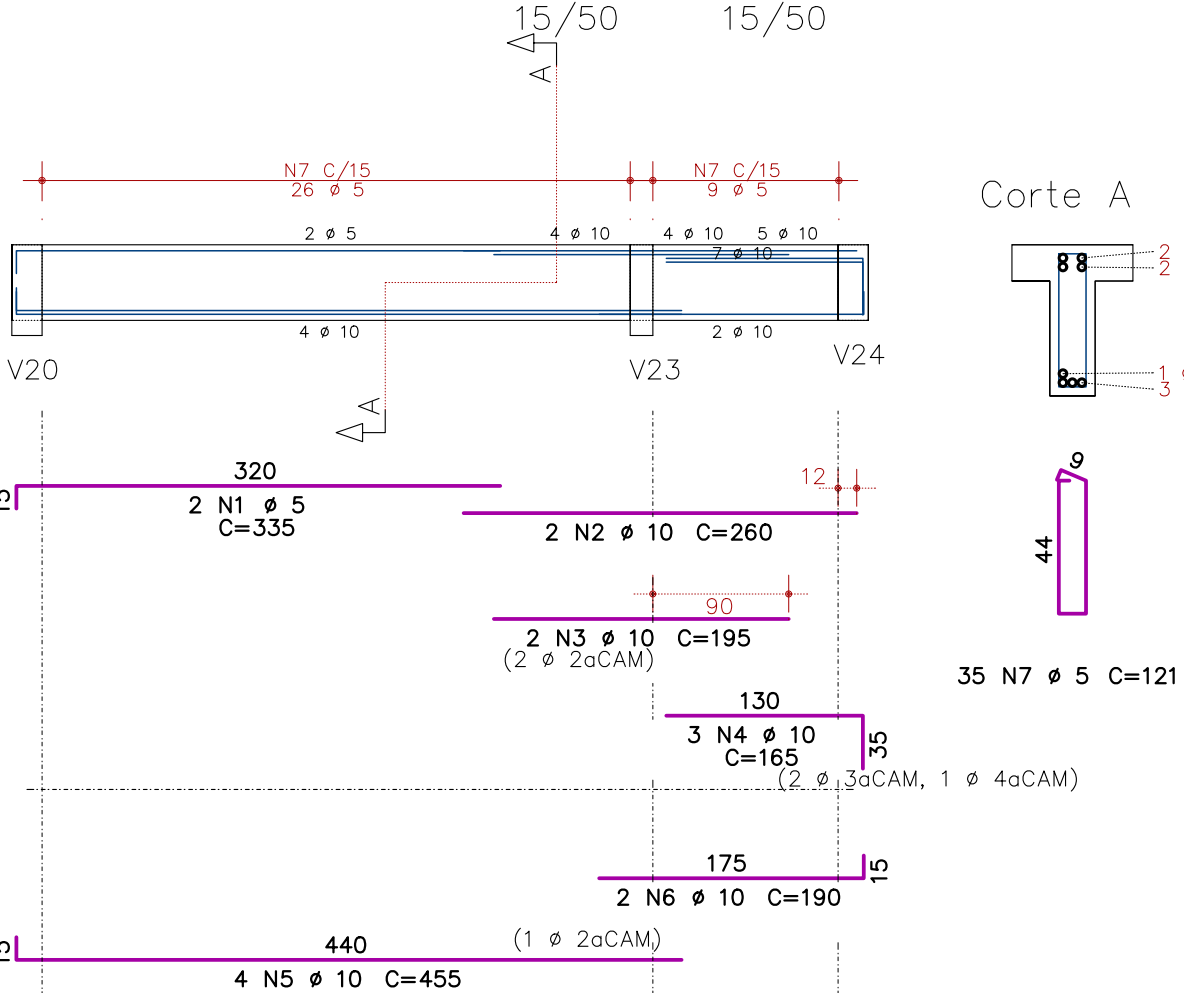 15/50 15/50
A
N7 C/15 N7 C/15
26 ø 5 9 ø 5
Corte A
2 ø 5 4 ø 10 4 ø 10 5 ø 10
7 ø 10
2
2
4 ø 10 2 ø 10
V20 V23 V24
1
3
A
320
15
2 N1 ø 5
C=335
12
2 N2 ø 10 C=260
9
44
90
2 N3 ø 10 C=195
(2 ø 2aCAM)
35 N7 ø 5 C=121
130
3 N4 ø 10
C=165
35
(2 ø 3aCAM, 1 ø 4aCAM)
175
15
2 N6 ø 10 C=190
(1 ø 2aCAM)
440
15
4 N5 ø 10 C=455